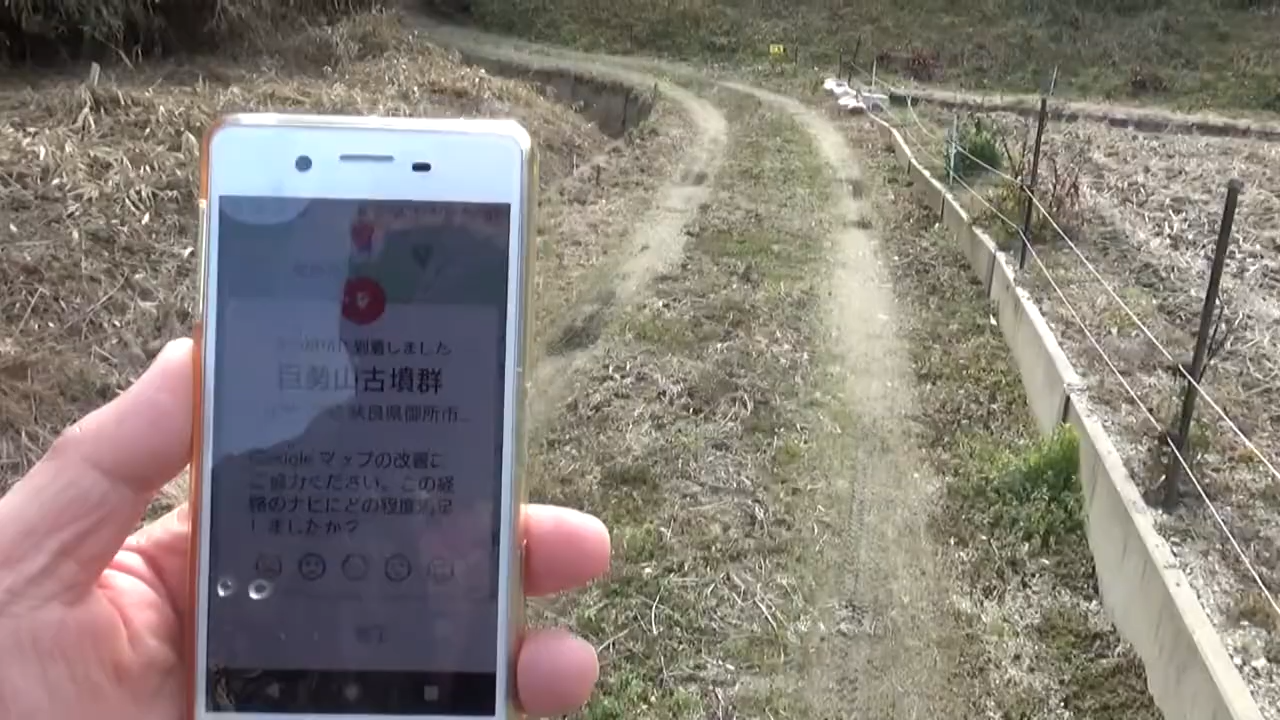 到着しました
巨勢山古墳群
奈良県御所市...
Google マップの改善に
ご協力ください。この経
路のナビにどの程度満足
しましたか？